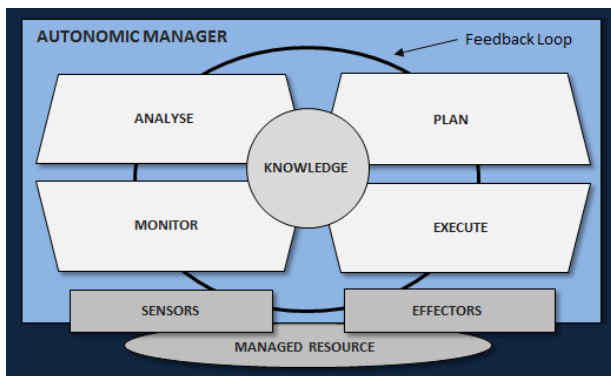 AUTONOMIC MANAGER
Feedback Loop
ANALYSE
PLAN
KNOWLEDGE
MONITOR
EXECUTE
SENSORS
EFFECTORS
MANAGED RESOURCE